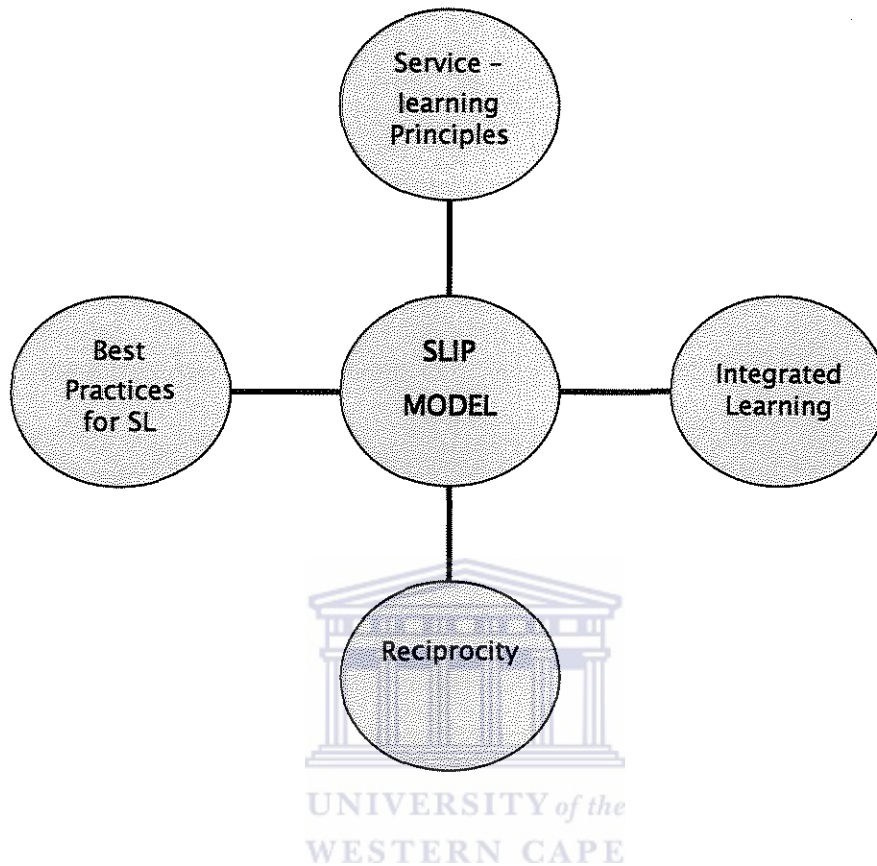 Service –
learning
Principles
Best
Practices
for SL
SLIP
MODEL
Integrated
Learning
Reciprocity
UNIVERSITY of the
WESTERN CAPE